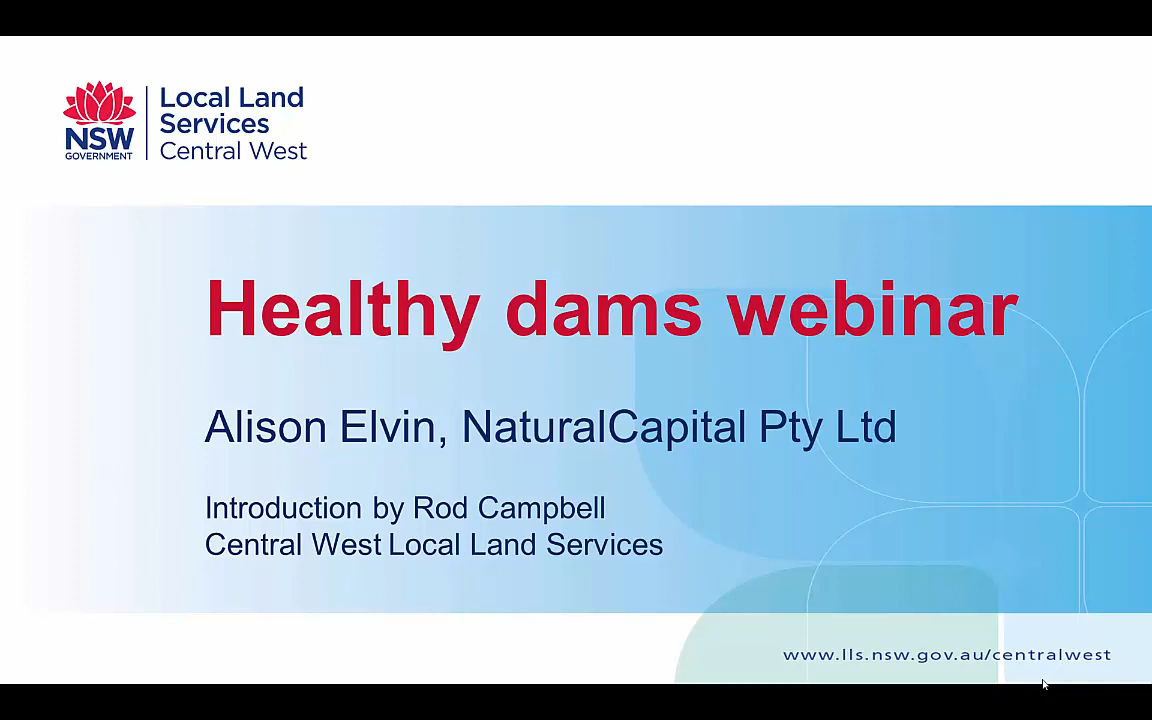 Local Land
Services
Central West
NSW
GOVERNMENT
Healthy dams webinar
Alison Elvin, NaturalCapital Pty Ltd
Introduction by Rod Campbell
Central West Local Land Services
www.lls.nsw.gov.au/centralwest